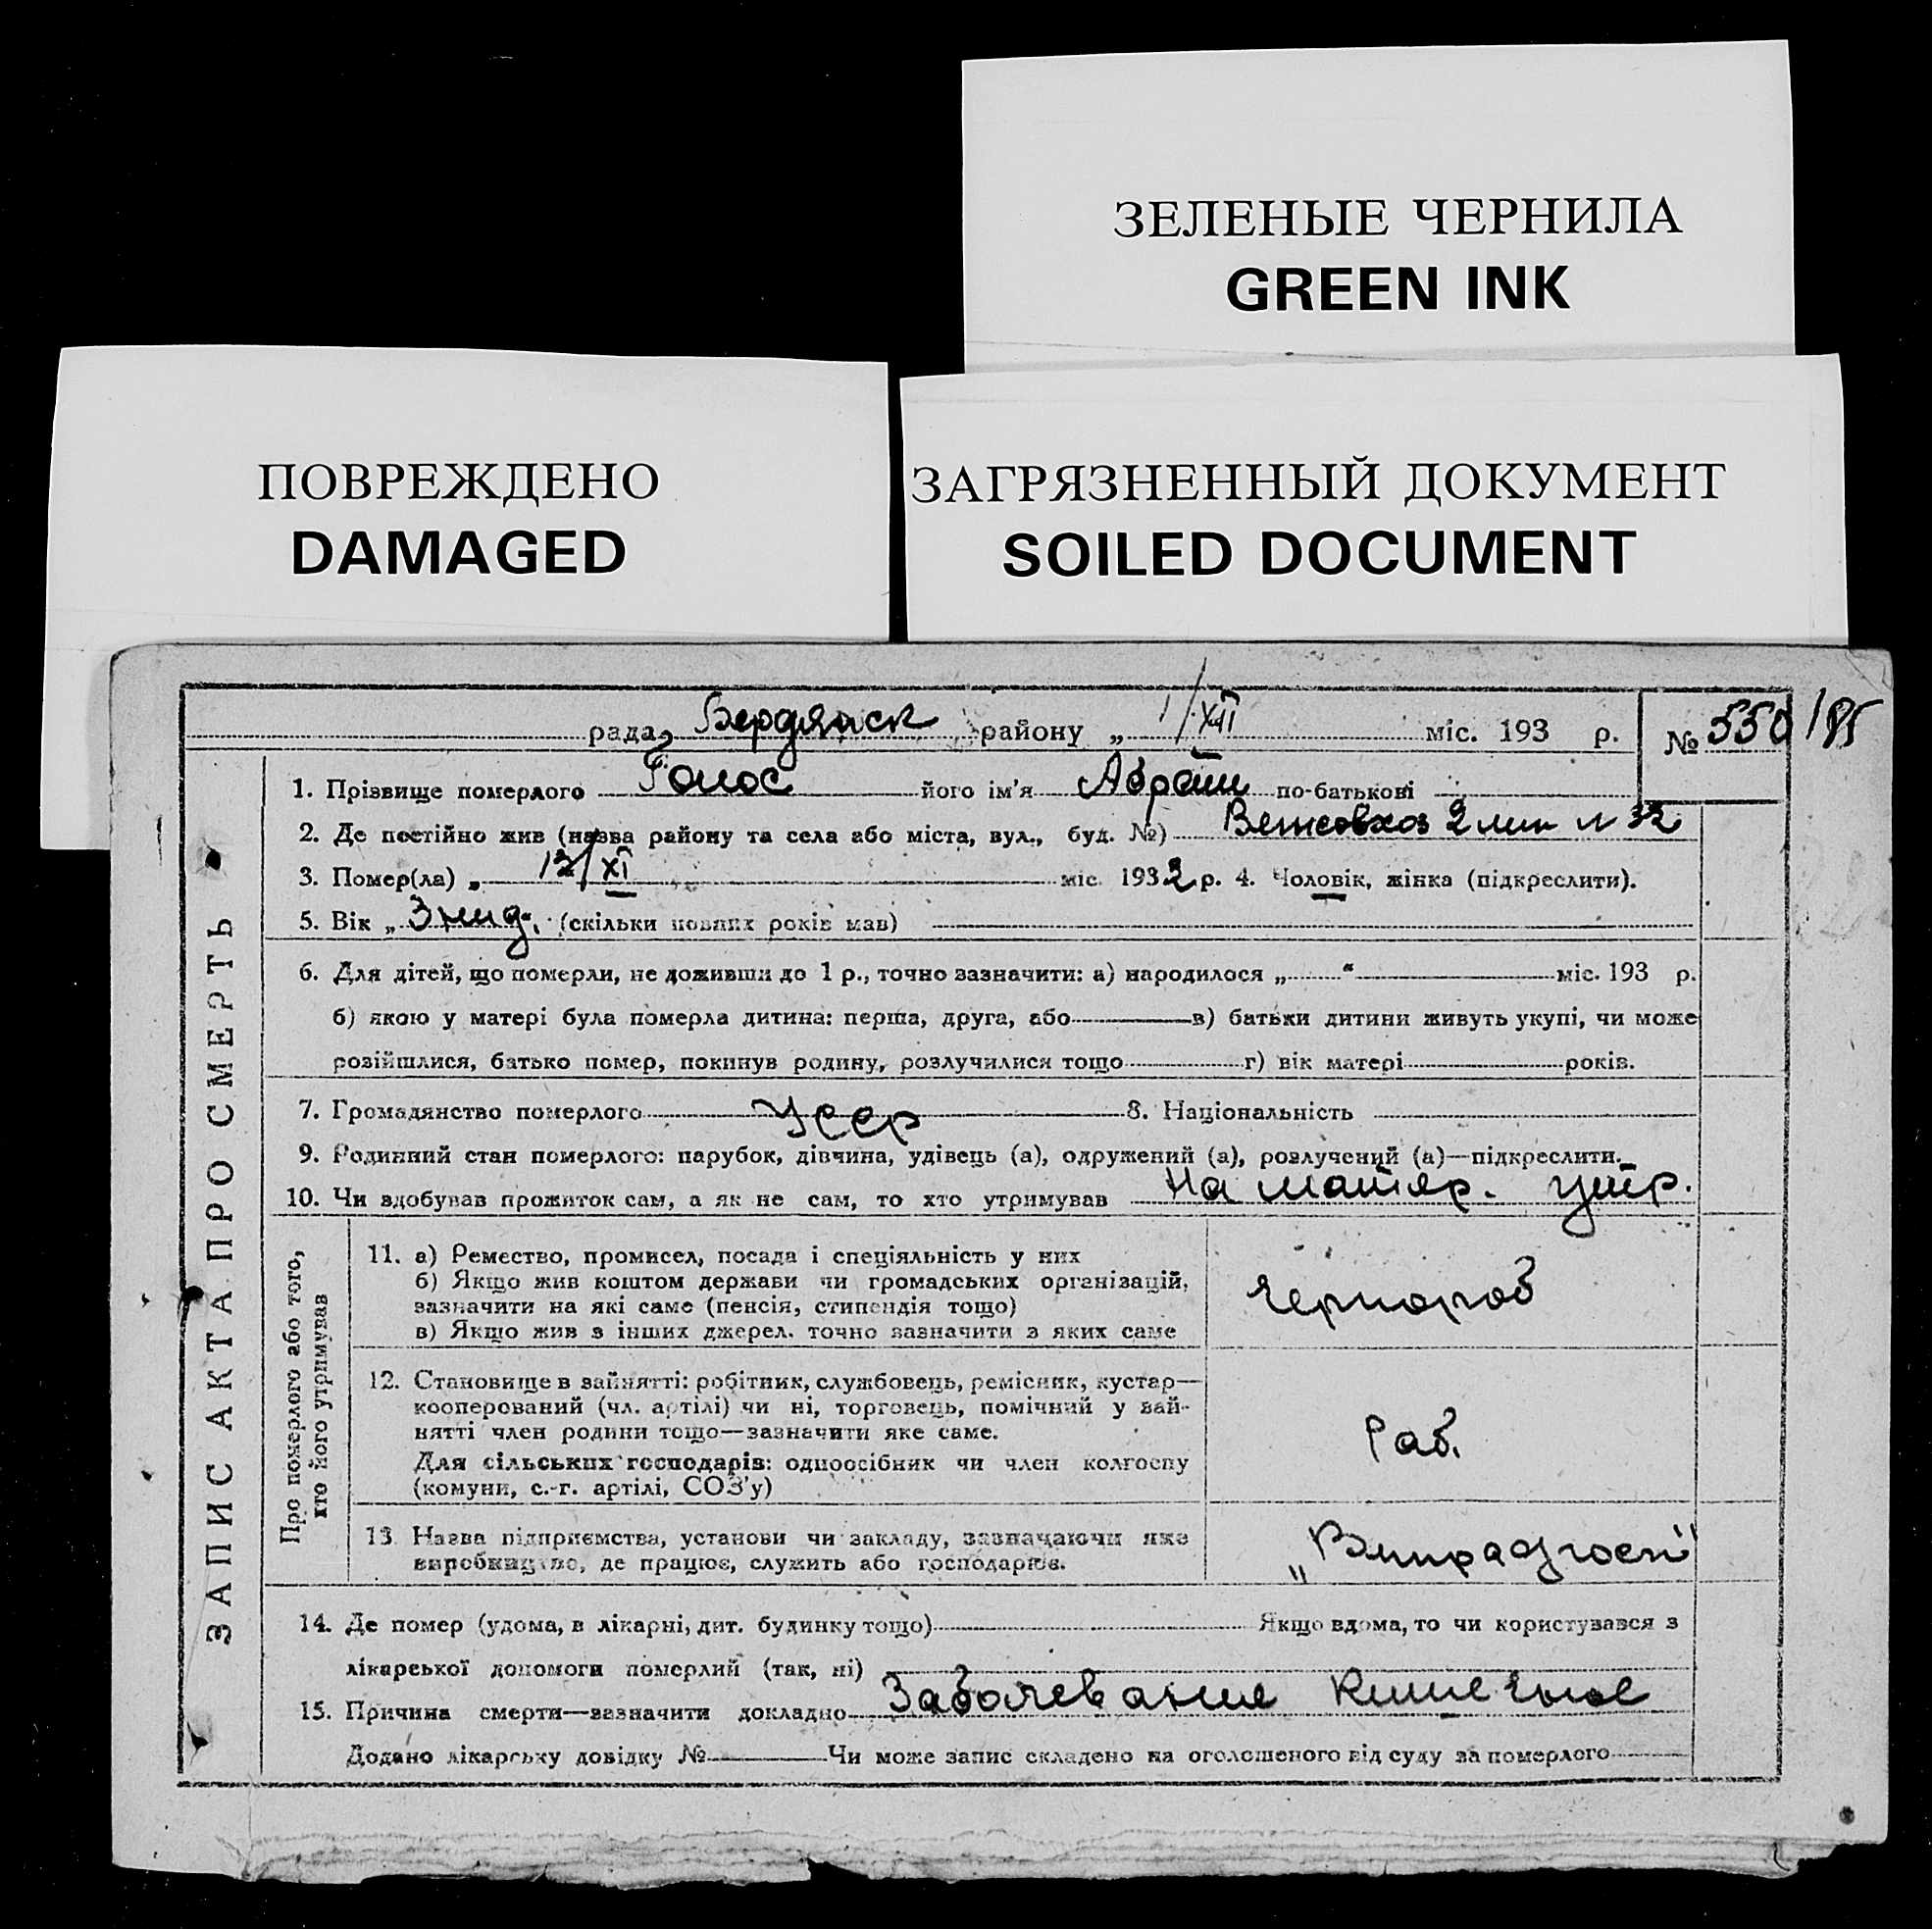 ЗЕЛЕНЫЕ ЧЕРНИЛА
GREEN INK
ПОВРЕЖДЕНО
DAMAGED
ЗАГРЯЗНЕННЫЙ ДОКУМЕНТ
SOILED DOCUMENT
рада Бердянск району „ 1/XII міс. 193 р. № 550 185
ЗАПИС АКТА ПРО СМЕРТЬ
1. Прізвище померлого Голос його ім'я Абрам по-батькові
2. Де постійно жив (назва району та села або міста, вул., буд. №) 2 лин N 32
3. Помер(ла) „ 12/XI міс. 1932 р. 4. Чоловік, жінка (підкреслити).
5. Вік „ (скільки повних років мав)
6. Для дітей, що померли, не доживши до 1 р., точно зазначити: а) народилося „ “ міс. 193 р.
б) якою у матері була померла дитина: перша, друга, або в) батьки дитини живуть укупі, чи може
розійшлися, батько помер, покинув родину, розлучилися тощо г) вік матері років.
7. Громадянство померлого УССР 8. Національність
9. Родинний стан померлого: парубок, дівчина, удівець (а), одружений (а), розлучений (а)—підкреслити.
10. Чи здобував прожиток сам, а як не сам, то хто утримував На матер. утр.
Про померлого або того,
хто його утримував
11. а) Ремество, промисел, посада і спеціяльність у них
б) Якщо жив коштом держави чи громадських організацій,
зазначити на які саме (пенсія, стипендія тощо)
в) Якщо жив з інших джерел. точно зазначити з яких саме
Чернороб
12. Становище в зайнятті: робітник, службовець, ремісник, кустар—
кооперований (чл. артілі) чи ні, торговець, помічний у зай-
нятті член родини тощо—зазначити яке саме.
Для сільських господарів: одноосібник чи член колгоспу
(комуни, с.-г. артілі, СОЗ'у)
Раб.
13 Назва підприємства, установи чи закладу, зазначаючи яке
виробництво, де працює, служить або господарює.
14. Де помер (удома, в лікарні, дит. будинку тощо) Якщо вдома, то чи користувався з
лікарської допомоги померлий (так, ні)
15. Причина смерти—зазначити докладно Заболевание
Додано лікарську довідку № Чи може запис складено на оголошеного від суду за померлого